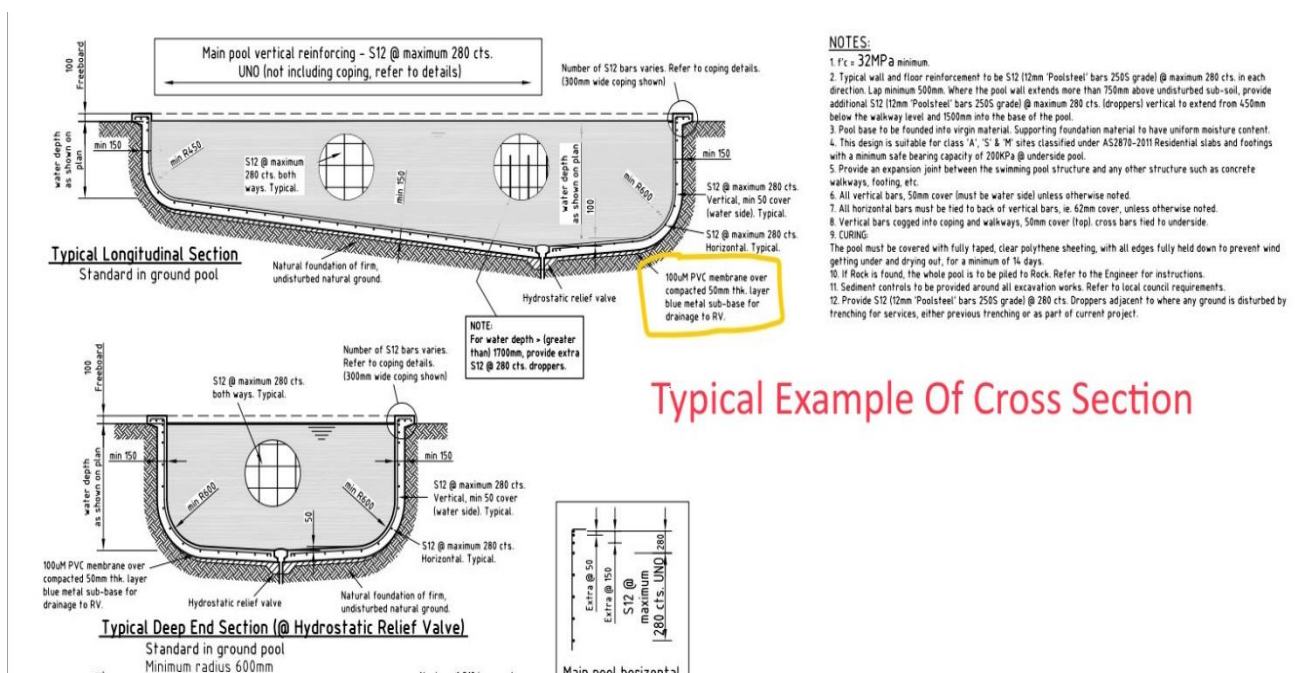 Main pool vertical reinforcing - S12 @ maximum 280 cts.
UNO (not including coping, refer to details)
100
Freeboard
Number of S12 bars varies. Refer to coping details.
(300mm wide coping shown)
water depth
as shown on
plan
min 150
min R450
S12 @ maximum
280 cts. both
ways. Typical.
min 150
water depth
as shown on plan
100
min R600
min 150
S12 @ maximum 280 cts.
Vertical, min 50 cover
(water side). Typical.
S12 @ maximum 280 cts.
Horizontal. Typical.
Typical Longitudinal Section
Standard in ground pool
Natural foundation of firm,
undisturbed natural ground.
Hydrostatic relief valve
100uM PVC membrane over
compacted 50mm thk. layer
blue metal sub-base for
drainage to RV.
NOTE:
For water depth > (greater
than) 1700mm, provide extra
S12 @ 280 cts. droppers.
NOTES:
1. f'c = 32MPa minimum.
2. Typical wall and floor reinforcement to be S12 (12mm 'Poolsteel' bars 250S grade) @ maximum 280 cts. in each
direction. Lap minimum 500mm. Where the pool wall extends more than 750mm above undisturbed sub-soil, provide
additional S12 (12mm 'Poolsteel' bars 250S grade) @ maximum 280 cts. (droppers) vertical to extend from 450mm
below the walkway level and 1500mm into the base of the pool.
3. Pool base to be founded into virgin material. Supporting foundation material to have uniform moisture content.
4. This design is suitable for class 'A', 'S' & 'M' sites classified under AS2870-2011 Residential slabs and footings
with a minimum safe bearing capacity of 200KPa @ underside pool.
5. Provide an expansion joint between the swimming pool structure and any other structure such as concrete
walkways, footing, etc.
6. All vertical bars, 50mm cover (must be water side) unless otherwise noted.
7. All horizontal bars must be tied to back of vertical bars, ie. 62mm cover, unless otherwise noted.
8. Vertical bars cogged into coping and walkways, 50mm cover (top). cross bars tied to underside.
9. CURING:
The pool must be covered with fully taped, clear polythene sheeting, with all edges fully held down to prevent wind
getting under and drying out, for a minimum of 14 days.
10. If Rock is found, the whole pool is to be piled to Rock. Refer to the Engineer for instructions.
11. Sediment controls to be provided around all excavation works. Refer to local council requirements.
12. Provide S12 (12mm 'Poolsteel' bars 250S grade) @ 280 cts. Droppers adjacent to where any ground is disturbed by
trenching for services, either previous trenching or as part of current project.
Typical Example Of Cross Section
100
Freeboard
S12 @ maximum 280 cts.
both ways. Typical.
Number of S12 bars varies.
Refer to coping details.
(300mm wide coping shown)
water depth
as shown on plan
min 150
min R600
50
min R600
min 150
S12 @ maximum 280 cts.
Vertical, min 50 cover
(water side). Typical.
S12 @ maximum 280 cts.
Horizontal. Typical.
100uM PVC membrane over
compacted 50mm thk. layer
blue metal sub-base for
drainage to RV.
Hydrostatic relief valve
Natural foundation of firm,
undisturbed natural ground.
Typical Deep End Section (@ Hydrostatic Relief Valve)
Standard in ground pool
Minimum radius 600mm
Extra @ 50
Extra @ 150
S12 @
maximum
280 cts. UNO
280
Main pool horizontal